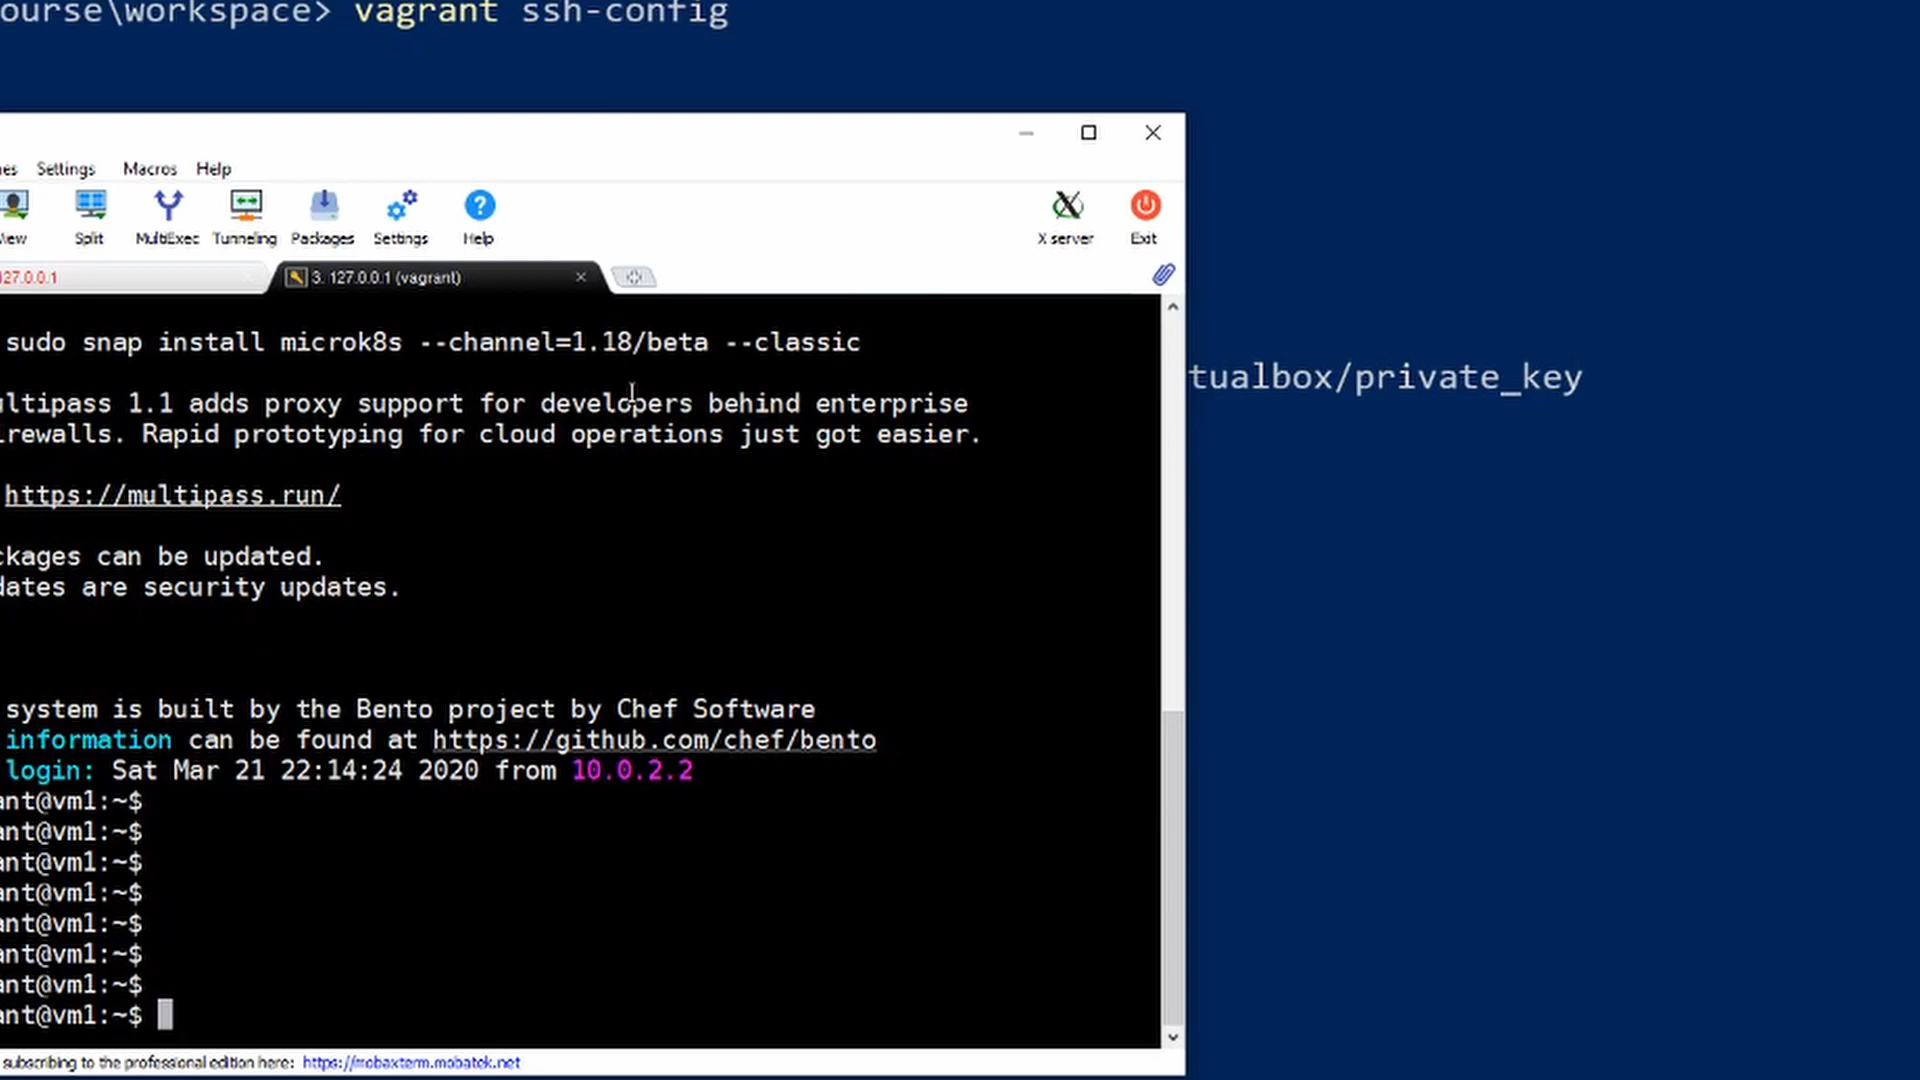 ourse\workspace> vagrant ssh-config
tualbox/private_key
Settings Macros Help
Split MultiExec Tunneling Packages Settings Help X server Exit
127.0.0.1
3. 127.0.0.1 (vagrant)
sudo snap install microk8s --channel=1.18/beta --classic
ultipass 1.1 adds proxy support for developers behind enterprise
irewalls. Rapid prototyping for cloud operations just got easier.
https://multipass.run/
ckages can be updated.
dates are security updates.
system is built by the Bento project by Chef Software
information can be found at https://github.com/chef/bento
login: Sat Mar 21 22:14:24 2020 from 10.0.2.2
ant@vm1:~$
ant@vm1:~$
ant@vm1:~$
ant@vm1:~$
ant@vm1:~$
ant@vm1:~$
ant@vm1:~$
ant@vm1:~$
subscribing to the professional edition here: https://mobaxterm.mobatek.net